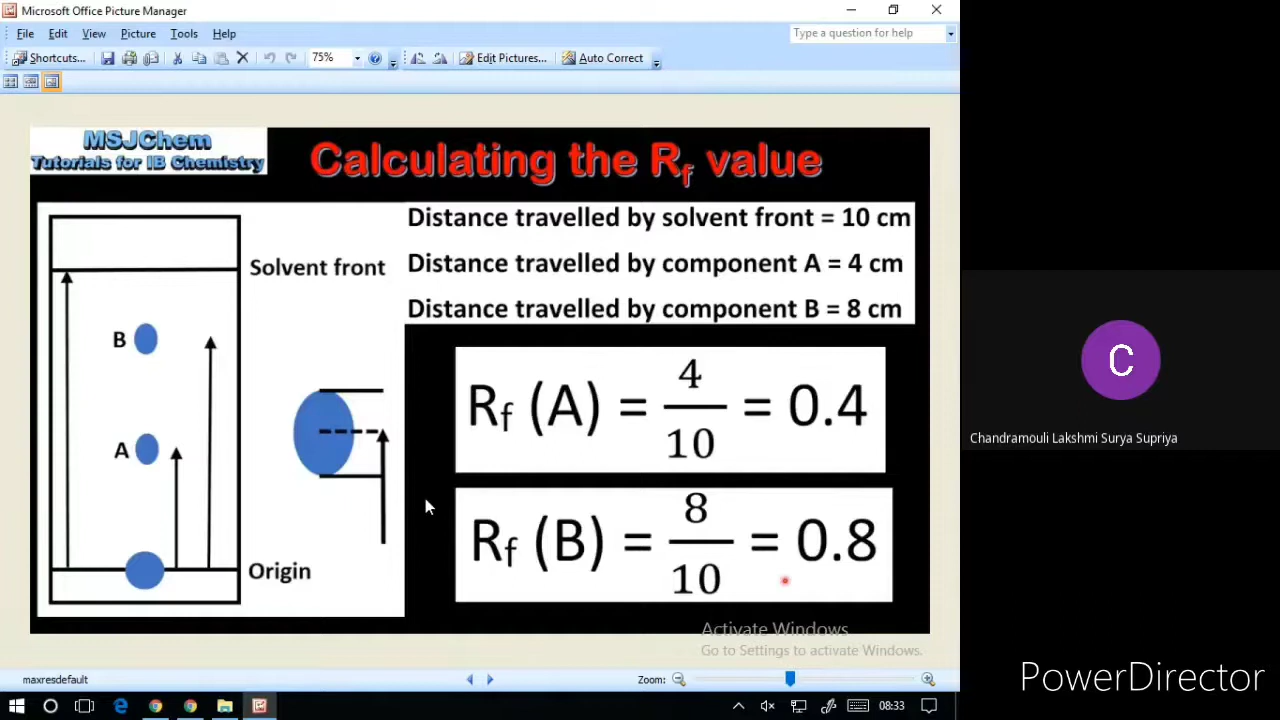 Microsoft Office Picture Manager
File Edit View Picture Tools Help
Type a question for help
Shortcuts... 75% Edit Pictures... Auto Correct
MSJChem
Tutorials for IB Chemistry
Calculating the Rf value
Distance travelled by solvent front = 10 cm
Solvent front
Distance travelled by component A = 4 cm
Distance travelled by component B = 8 cm
B
A
Origin
Rf (A) = 4/10 = 0.4
Rf (B) = 8/10 = 0.8
C
Chandramouli Lakshmi Surya Supriya
Activate Windows
Go to Settings to activate Windows.
maxresdefault
Zoom:
PowerDirector
08:33